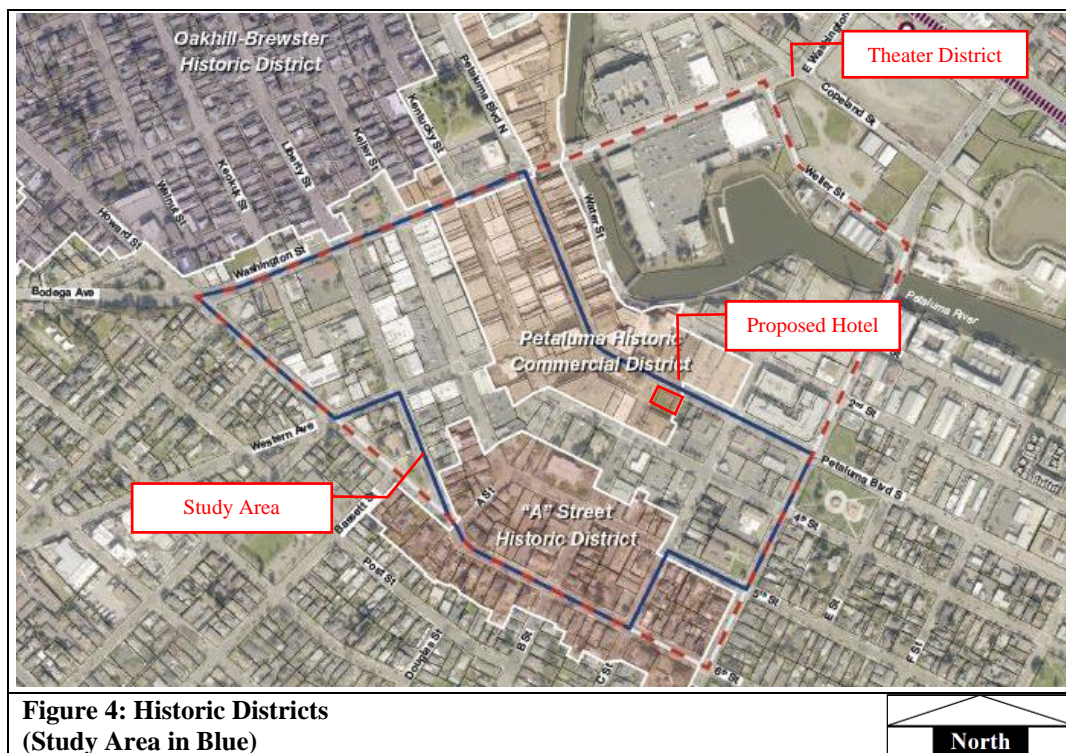 Oakhill-Brewster
Historic District
Petaluma Blvd N
Kentucky St
Keller St
Liberty St
Keokuk St
Walnut St
Howard St
Washington St
Bodega Ave
E Washington
Theater District
Copeland St
Weller St
Water St
Petaluma River
Petaluma Historic
Commercial District
Proposed Hotel
2nd St
Petaluma Blvd S
4th St
5th St
6th St
E St
F St
Western Ave
Study Area
Bassett St
A St
"A" Street
Historic District
Post St
Douglas St
B St
C St
Figure 4: Historic Districts
(Study Area in Blue)
North